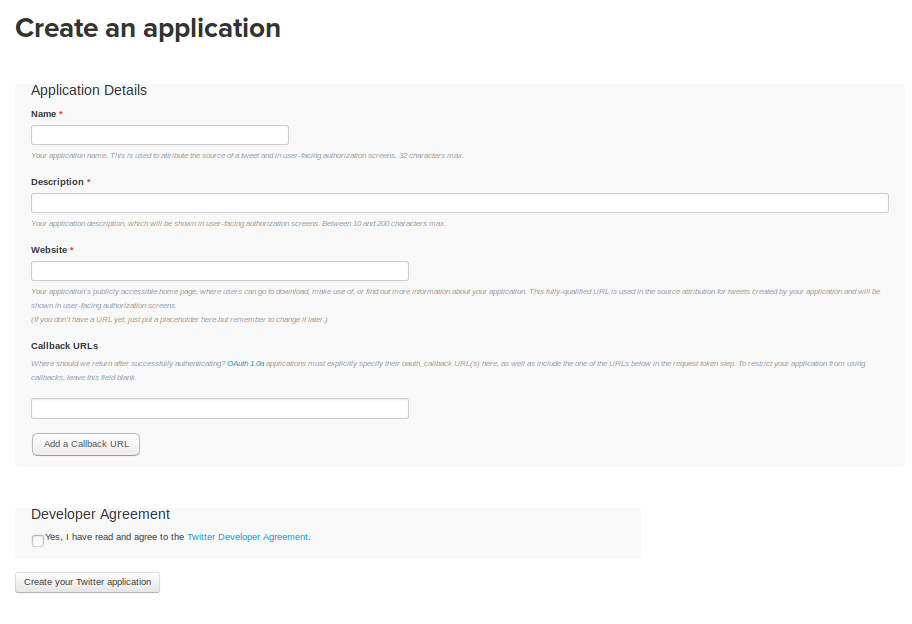 Create an application
Application Details
Name *
Your application name. This is used to attribute the source of a tweet and in user-facing authorization screens. 32 characters max.
Description *
Your application description, which will be shown in user-facing authorization screens. Between 10 and 200 characters max.
Website *
Your application's publicly accessible home page, where users can go to download, make use of, or find out more information about your application. This fully-qualified URL is used in the source attribution for tweets created by your application and will be
shown in user-facing authorization screens.
(If you don't have a URL yet, just put a placeholder here but remember to change it later.)
Callback URLs
Where should we return after successfully authenticating? OAuth 1.0a applications must explicitly specify their oauth_callback URL(s) here, as well as include the one of the URLs below in the request token step. To restrict your application from using
callbacks, leave this field blank.
Add a Callback URL
Developer Agreement
Yes, I have read and agree to the Twitter Developer Agreement.
Create your Twitter application